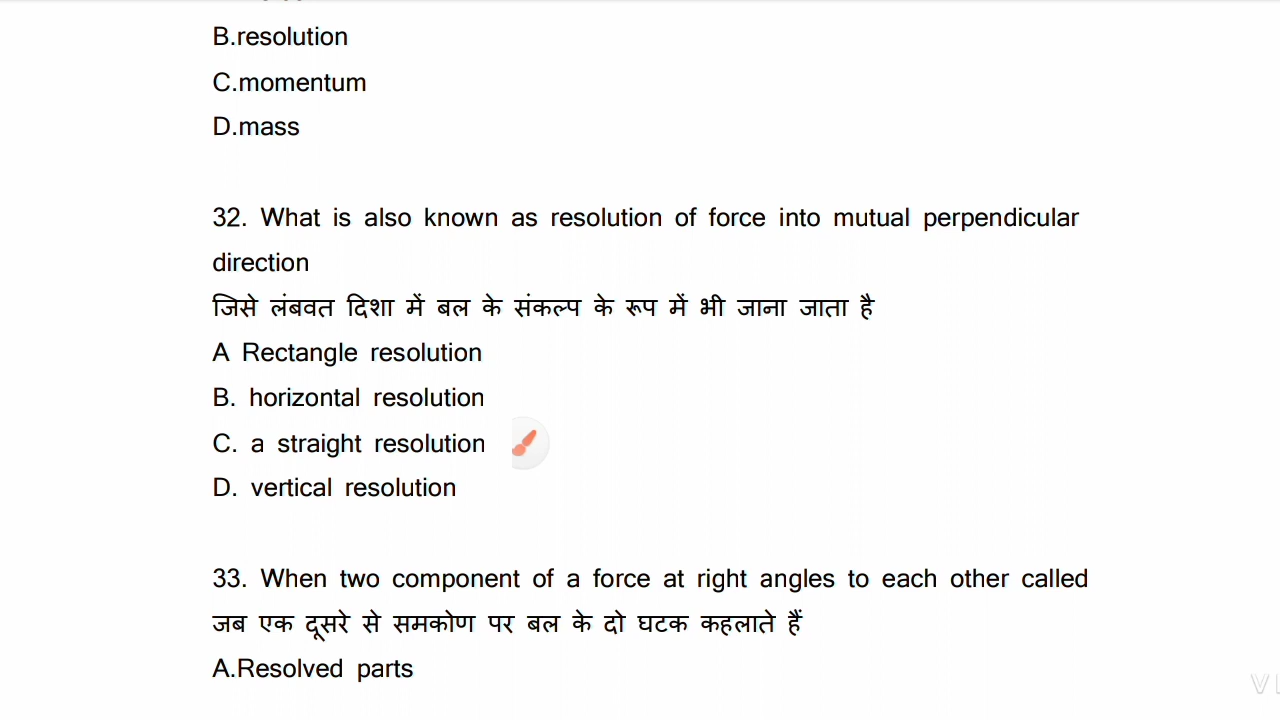 B.resolution
C.momentum
D.mass
32. What is also known as resolution of force into mutual perpendicular
direction
जिसे लंबवत दिशा में बल के संकल्प के रूप में भी जाना जाता है
A Rectangle resolution
B. horizontal resolution
C. a straight resolution
D. vertical resolution
33. When two component of a force at right angles to each other called
जब एक दूसरे से समकोण पर बल के दो घटक कहलाते हैं
A.Resolved parts